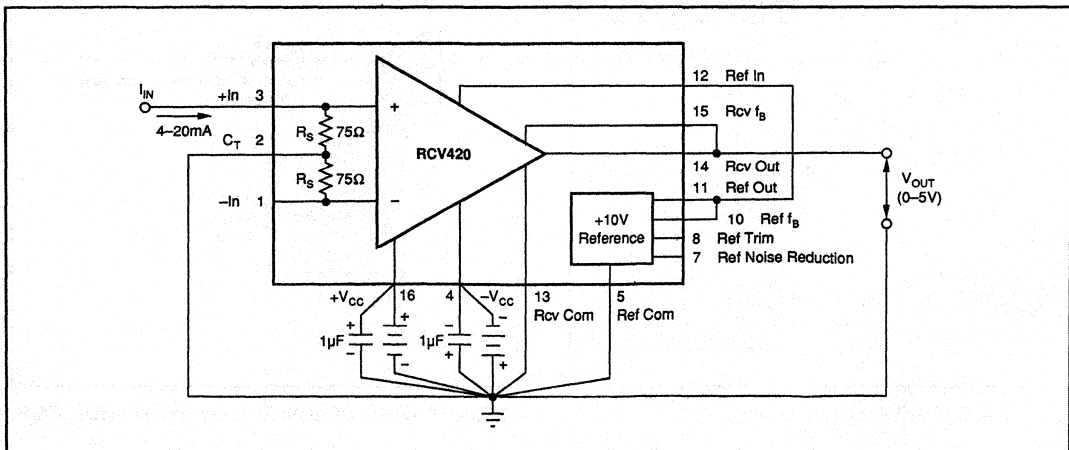 12 Ref In
I_IN
+In 3
15 Rcv f_B
4–20mA
+
R_S 75Ω
C_T 2
RCV420
R_S 75Ω
14 Rcv Out
11 Ref Out
V_OUT
(0–5V)
–In 1
–
+10V
Reference
10 Ref f_B
8 Ref Trim
7 Ref Noise Reduction
+V_CC 16 4 –V_CC 13 5
Rcv Com Ref Com
+ + – –
1µF 1µF
– – + +